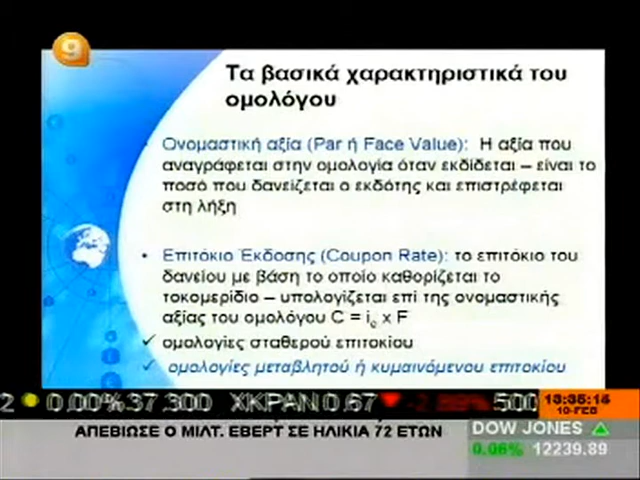 9
Τα βασικά χαρακτηριστικά του
ομολόγου
• Ονομαστική αξία (Par ή Face Value): Η αξία που
αναγράφεται στην ομολογία όταν εκδίδεται – είναι το
ποσό που δανείζεται ο εκδότης και επιστρέφεται
στη λήξη
• Επιτόκιο Έκδοσης (Coupon Rate): το επιτόκιο του
δανείου με βάση το οποίο καθορίζεται το
τοκομερίδιο – υπολογίζεται επί της ονομαστικής
αξίας του ομολόγου C = i_c x F
✓ ομολογίες σταθερού επιτοκίου
✓ ομολογίες μεταβλητού ή κυμαινόμενου επιτοκίου
2 0.00% 37.300 ΧΚΡΑΝ 0.67 500
13:35:14
10-ΦΕΒ
ΑΠΕΒΙΩΣΕ Ο ΜΙΛΤ. ΕΒΕΡΤ ΣΕ ΗΛΙΚΙΑ 72 ΕΤΩΝ
DOW JONES
0.06% 12239.89